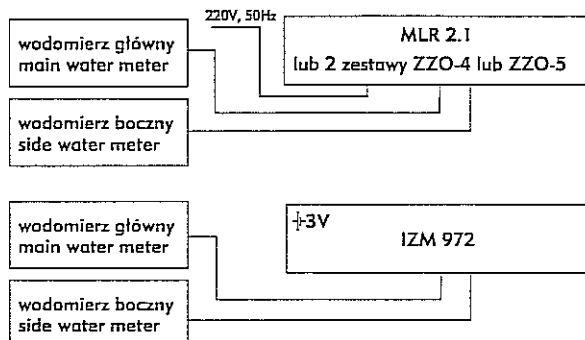 220V, 50Hz
wodomierz główny
main water meter
MLR 2.1
lub 2 zestawy ZZO-4 lub ZZO-5
wodomierz boczny
side water meter
wodomierz główny
main water meter
3V
IZM 972
wodomierz boczny
side water meter